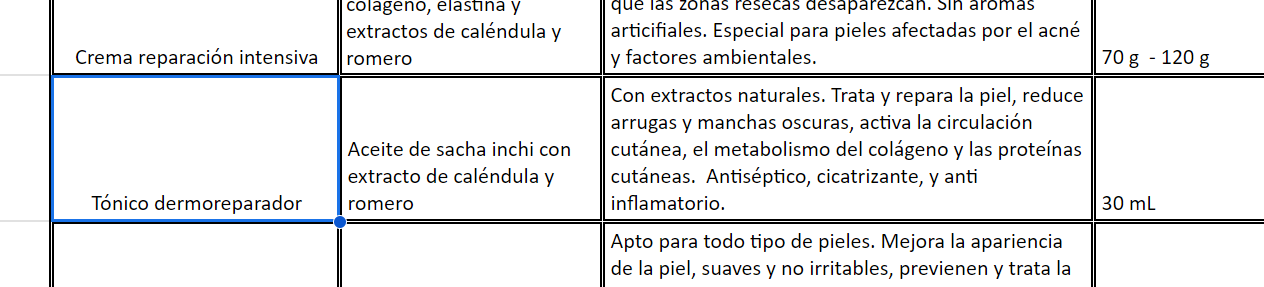 colágeno, elastina y
extractos de caléndula y
romero
Crema reparación intensiva
que las zonas resecas desaparezcan. Sin aromas
artificiales. Especial para pieles afectadas por el acné
y factores ambientales.
70 g  - 120 g
Tónico dermoreparador
Aceite de sacha inchi con
extracto de caléndula y
romero
Con extractos naturales. Trata y repara la piel, reduce
arrugas y manchas oscuras, activa la circulación
cutánea, el metabolismo del colágeno y las proteínas
cutáneas.  Antiséptico, cicatrizante, y anti
inflamatorio.
30 mL
Apto para todo tipo de pieles. Mejora la apariencia
de la piel, suaves y no irritables, previenen y trata la